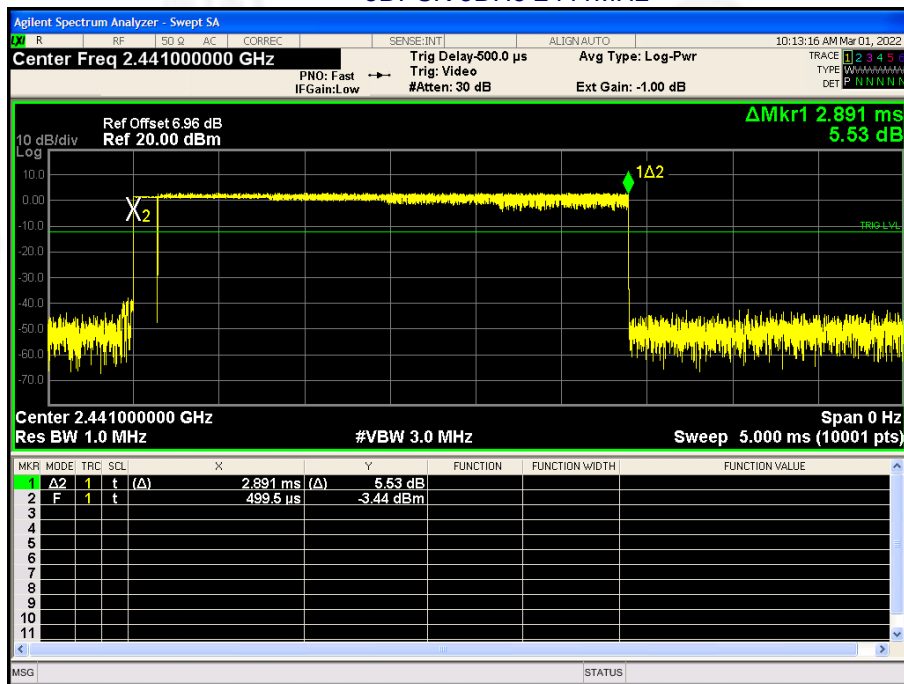 Agilent Spectrum Analyzer - Swept SA
LXI R RF 50 Ω AC CORREC SENSE:INT ALIGN AUTO 10:13:16 AM Mar 01, 2022
Center Freq 2.441000000 GHz Trig Delay-500.0 µs Avg Type: Log-Pwr TRACE 1 2 3 4 5 6
PNO: Fast Trig: Video TYPE
IFGain:Low #Atten: 30 dB Ext Gain: -1.00 dB DET P N N N N N
ΔMkr1 2.891 ms
5.53 dB
Ref Offset 6.96 dB
10 dB/div Ref 20.00 dBm
Log
10.0
0.00
-10.0
-20.0
-30.0
-40.0
-50.0
-60.0
-70.0
X2
1Δ2
TRIG LVL
Center 2.441000000 GHz Span 0 Hz
Res BW 1.0 MHz #VBW 3.0 MHz Sweep 5.000 ms (10001 pts)
MKR MODE TRC SCL X Y FUNCTION FUNCTION WIDTH FUNCTION VALUE
1 Δ2 1 t (Δ) 2.891 ms (Δ) 5.53 dB
2 F 1 t 499.5 µs -3.44 dBm
3
4
5
6
7
8
9
10
11
MSG STATUS